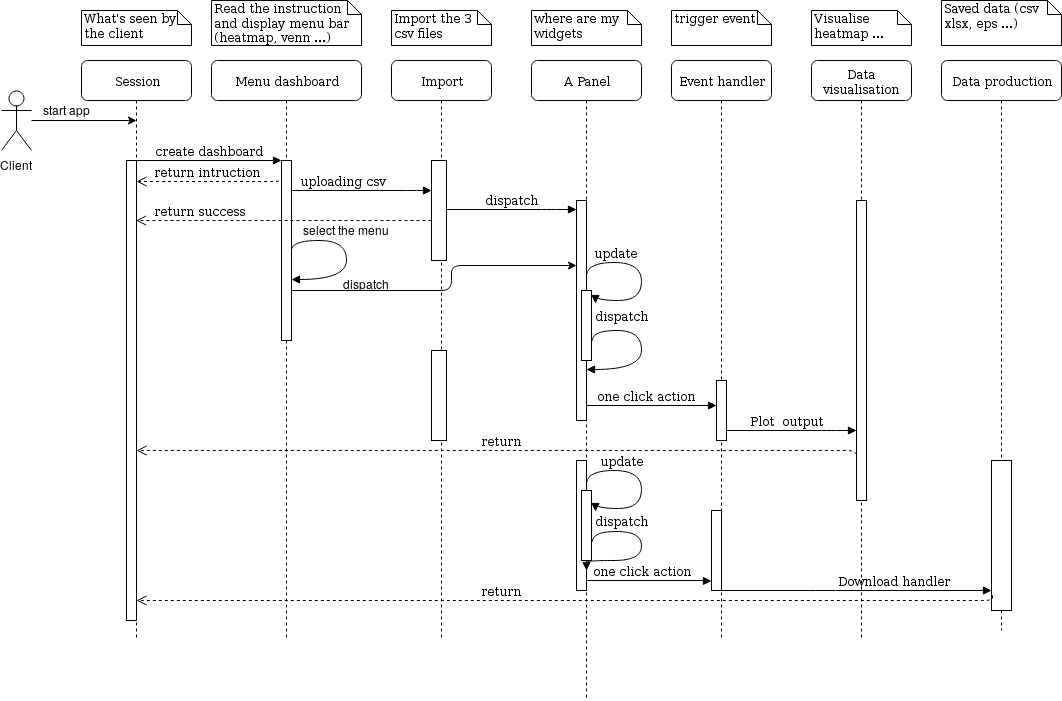 What's seen by
the client
Read the instruction
and display menu bar
(heatmap, venn ...)
Import the 3
csv files
where are my
widgets
trigger event
Visualise
heatmap ...
Saved data (csv
xlsx, eps ...)
Session
Menu dashboard
Import
A Panel
Event handler
Data
visualisation
Data production
start app
Client
create dashboard
return intruction
uploading csv
dispatch
return success
select the menu
update
dispatch
dispatch
one click action
Plot output
return
update
dispatch
one click action
Download handler
return